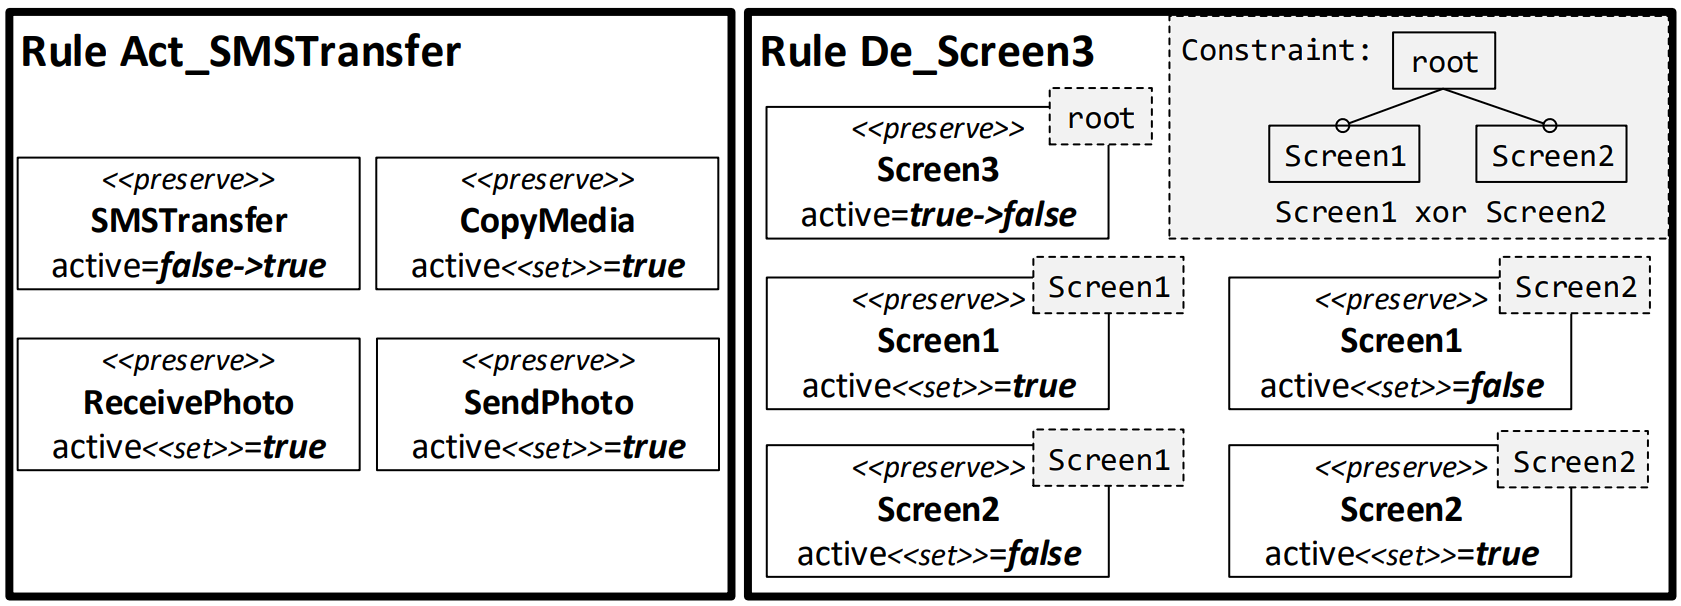 Rule Act_SMSTransfer
<<preserve>>
SMSTransfer
active=false->true
<<preserve>>
CopyMedia
active<<set>>=true
<<preserve>>
ReceivePhoto
active<<set>>=true
<<preserve>>
SendPhoto
active<<set>>=true
Rule De_Screen3
Constraint:
root
Screen1
Screen2
Screen1 xor Screen2
root
<<preserve>>
Screen3
active=true->false
Screen1
<<preserve>>
Screen1
active<<set>>=true
Screen2
<<preserve>>
Screen1
active<<set>>=false
Screen1
<<preserve>>
Screen2
active<<set>>=false
Screen2
<<preserve>>
Screen2
active<<set>>=true